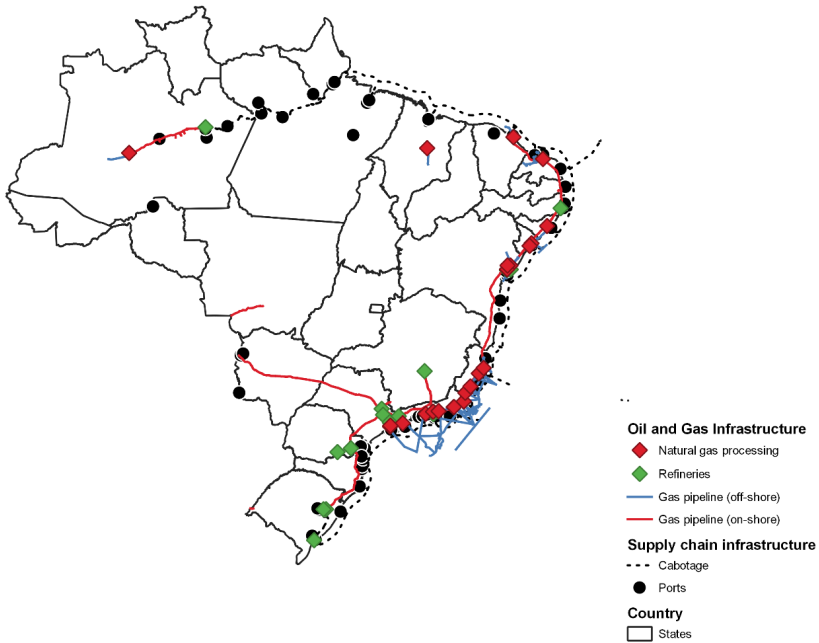 Oil and Gas Infrastructure
Natural gas processing
Refineries
Gas pipeline (off-shore)
Gas pipeline (on-shore)
Supply chain infrastructure
Cabotage
Ports
Country
States